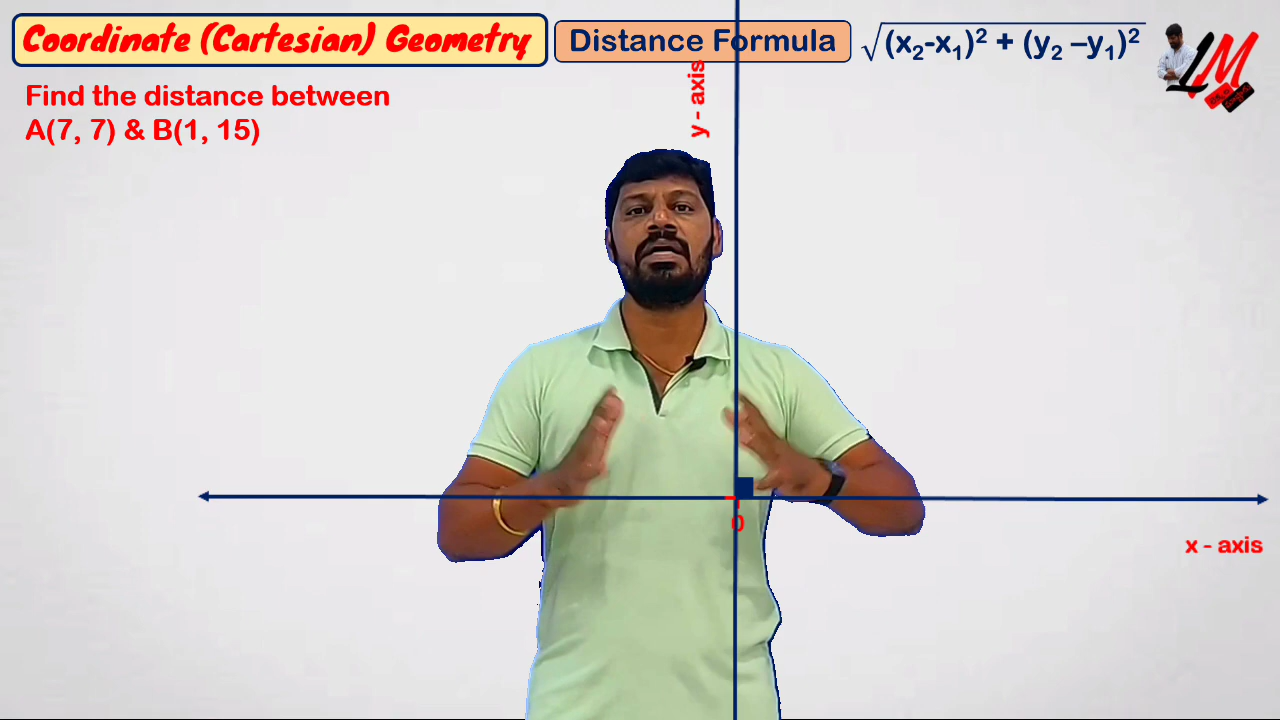 Coordinate (Cartesian) Geometry
Distance Formula
√(x₂-x₁)² + (y₂ –y₁)²
LM
Find the distance between
A(7, 7) & B(1, 15)
y - axis
0
x - axis